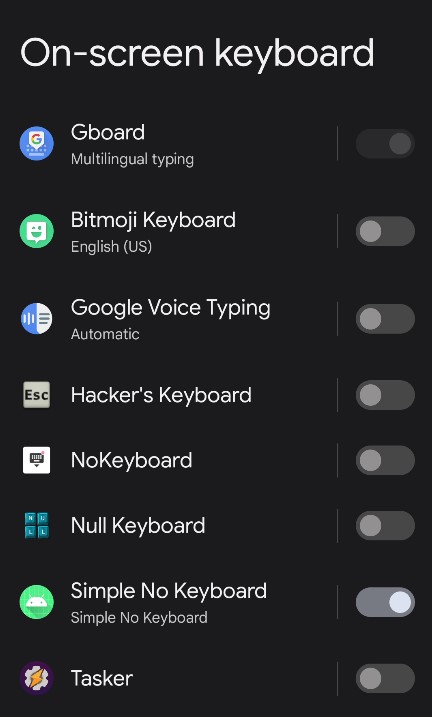 On-screen keyboard
Gboard
Multilingual typing
Bitmoji Keyboard
English (US)
Google Voice Typing
Automatic
Esc
Hacker's Keyboard
NoKeyboard
Null Keyboard
Simple No Keyboard
Simple No Keyboard
Tasker